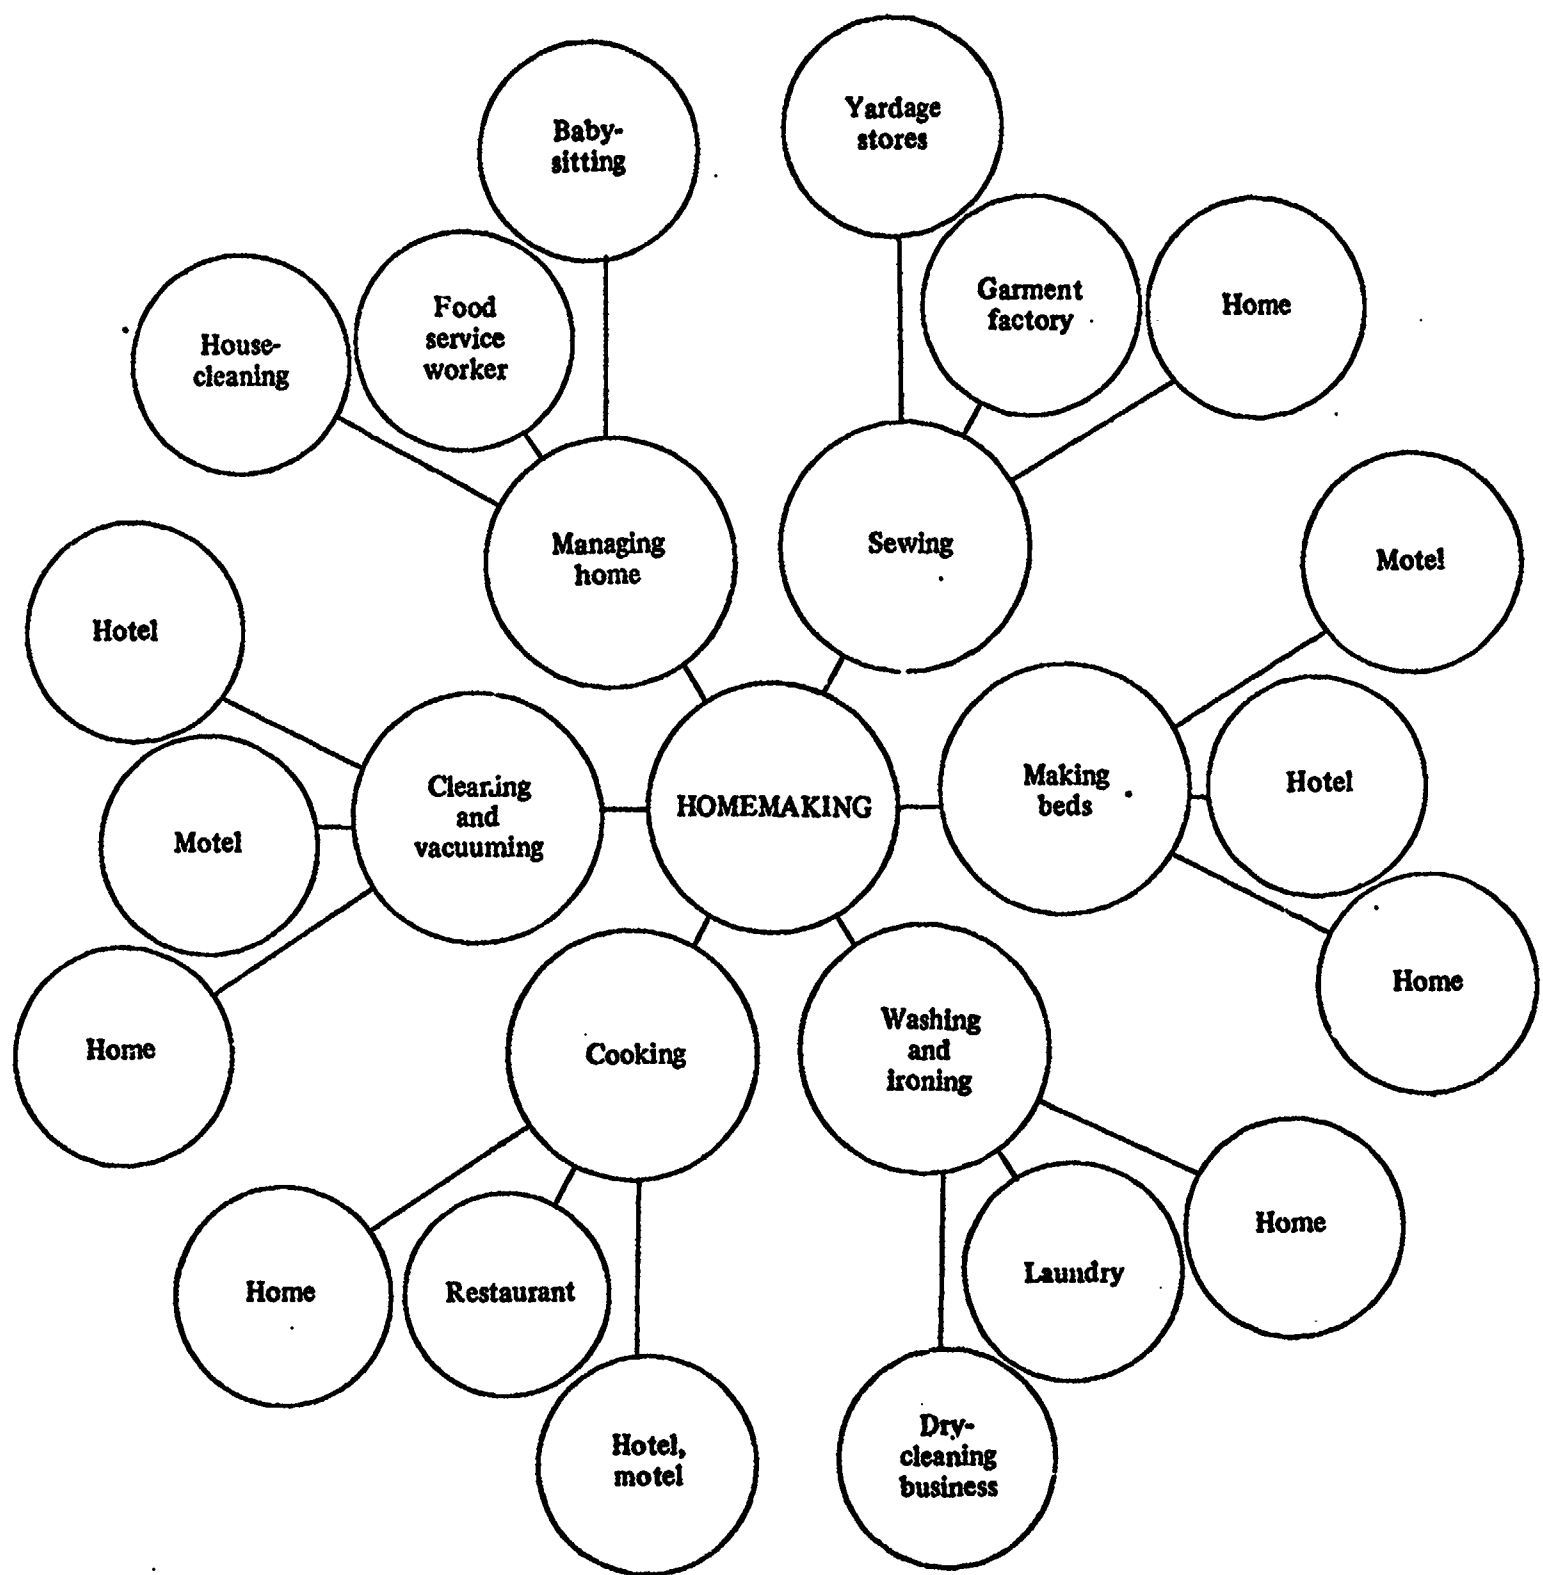 Baby-
sitting
Yardage
stores
Food
service
worker
House-
cleaning
Garment
factory
Home
Managing
home
Sewing
Motel
Hotel
Cleaning
and
vacuuming
HOMEMAKING
Making
beds
Hotel
Motel
Home
Cooking
Washing
and
ironing
Home
Home
Restaurant
Laundry
Home
Hotel,
motel
Dry-
cleaning
business